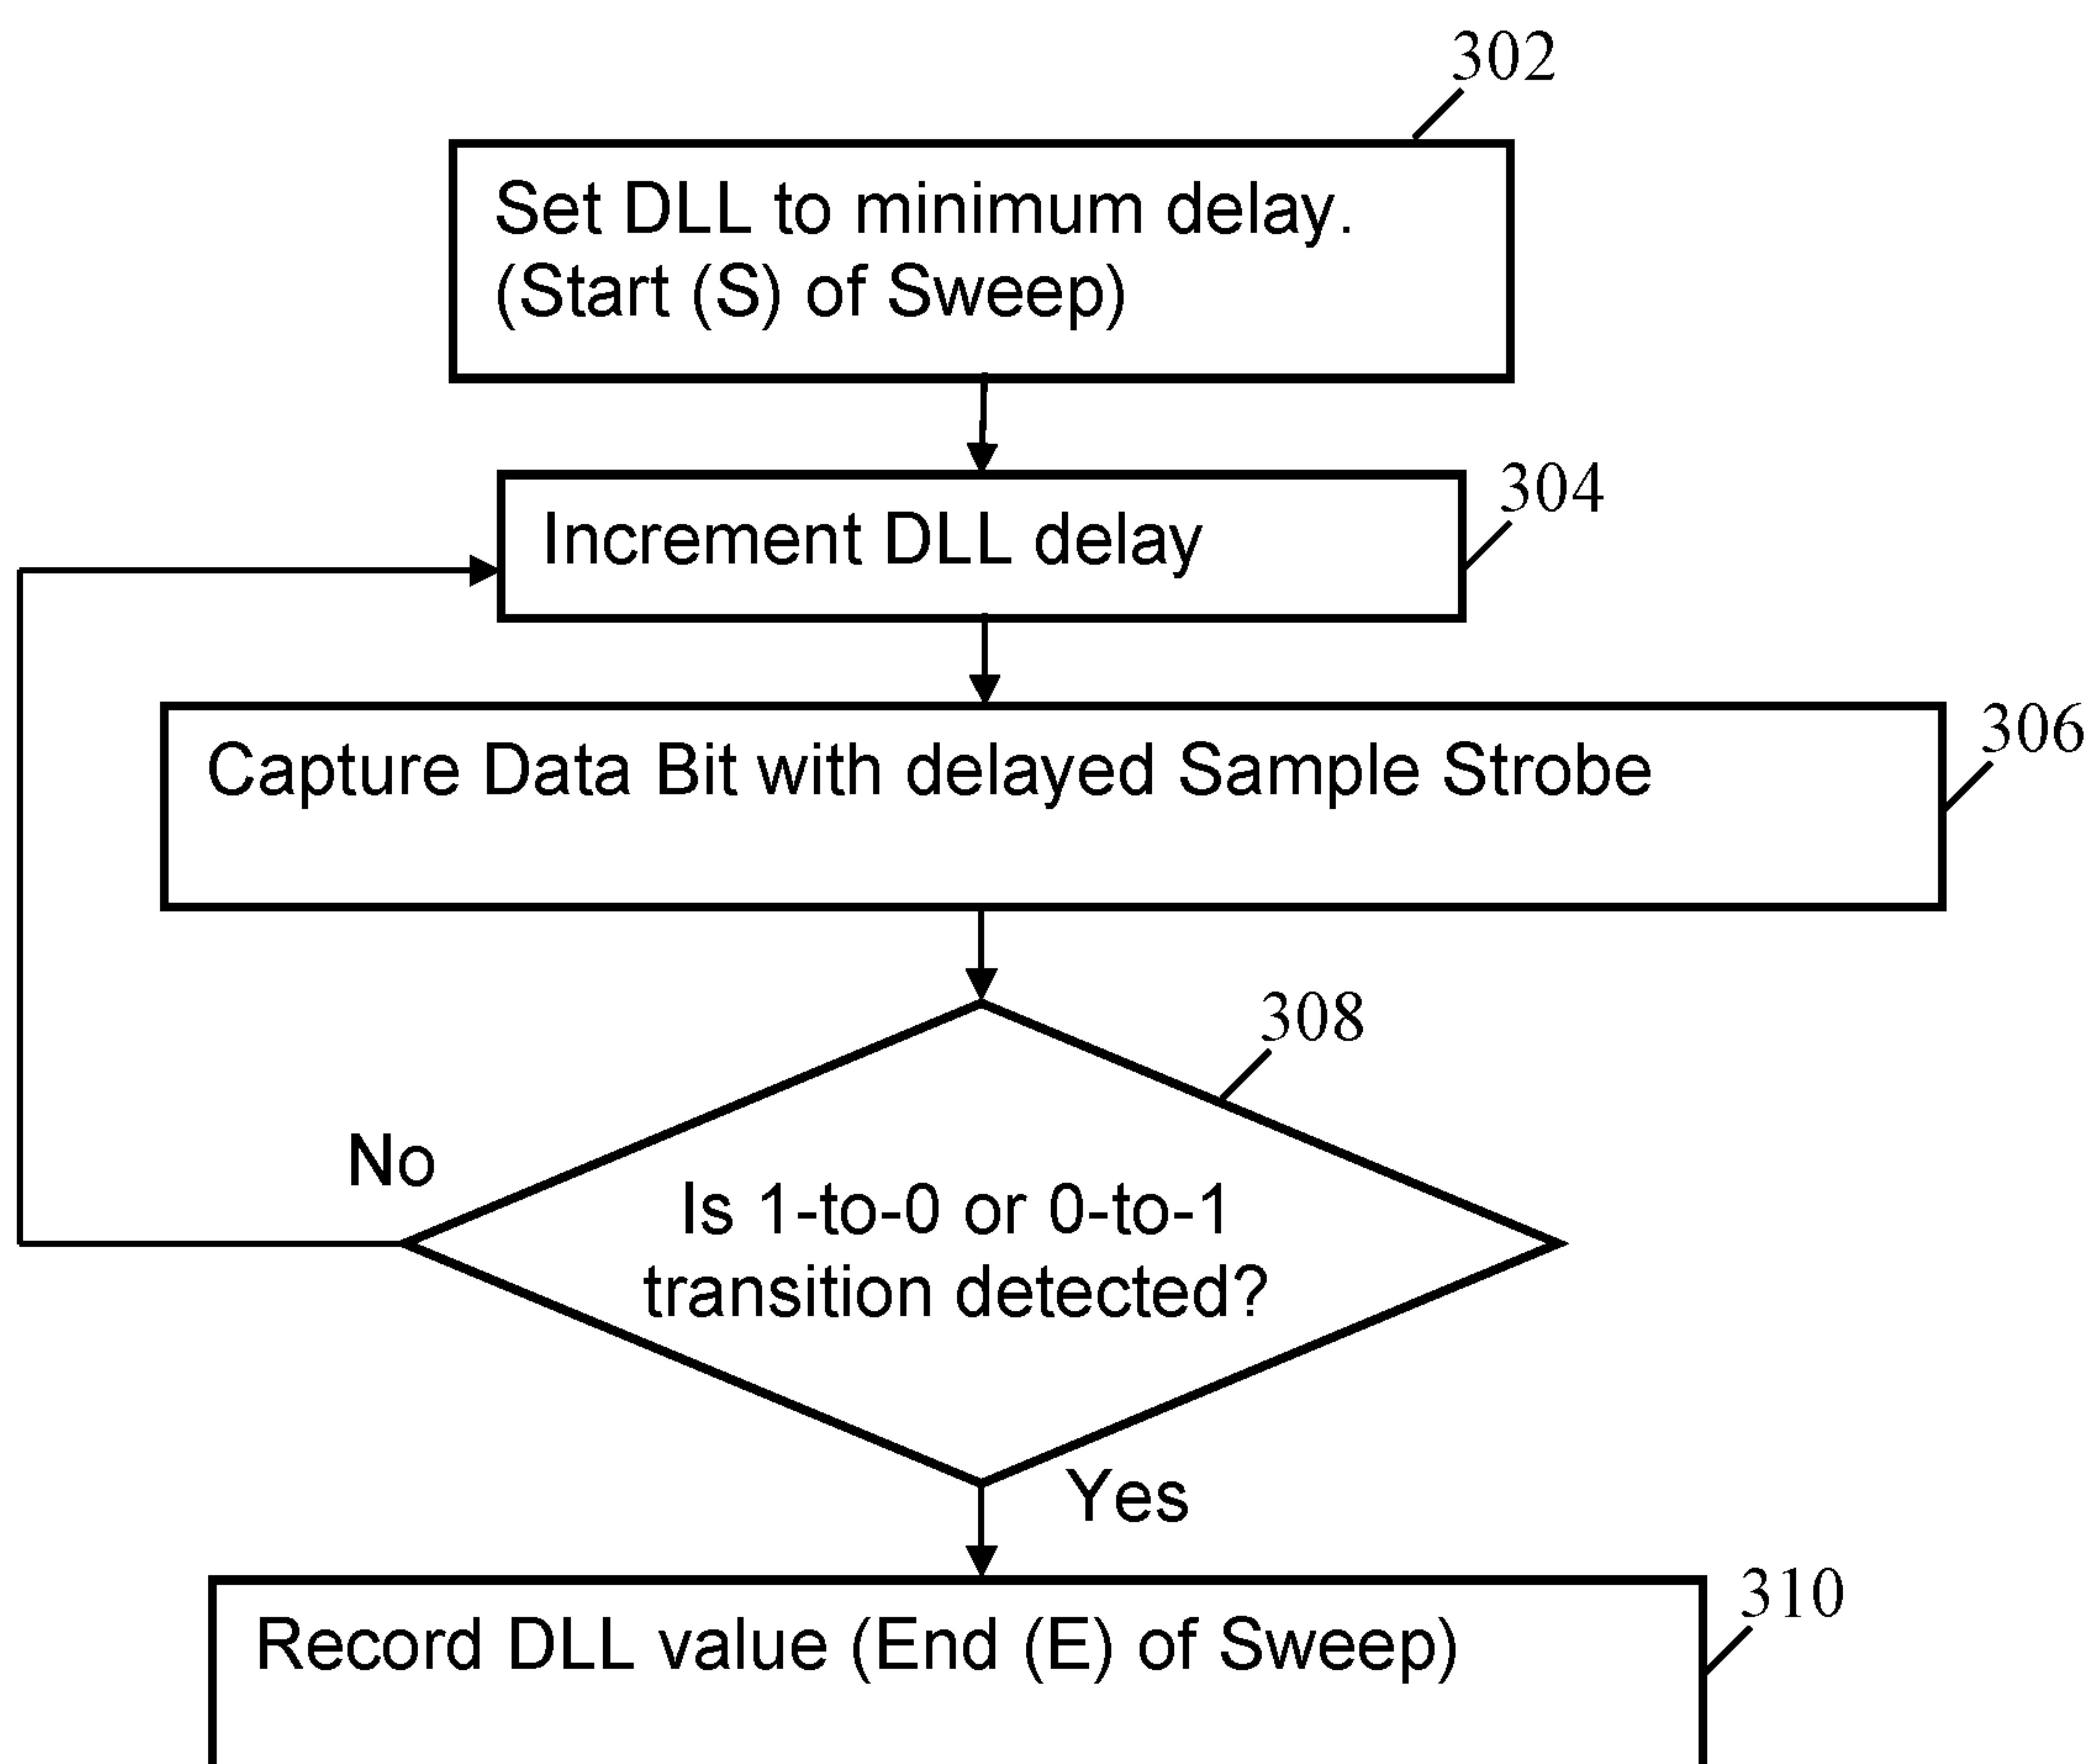 302
Set DLL to minimum delay.
(Start (S) of Sweep)
304
Increment DLL delay
306
Capture Data Bit with delayed Sample Strobe
308
No
Is 1-to-0 or 0-to-1
transition detected?
Yes
310
Record DLL value (End (E) of Sweep)